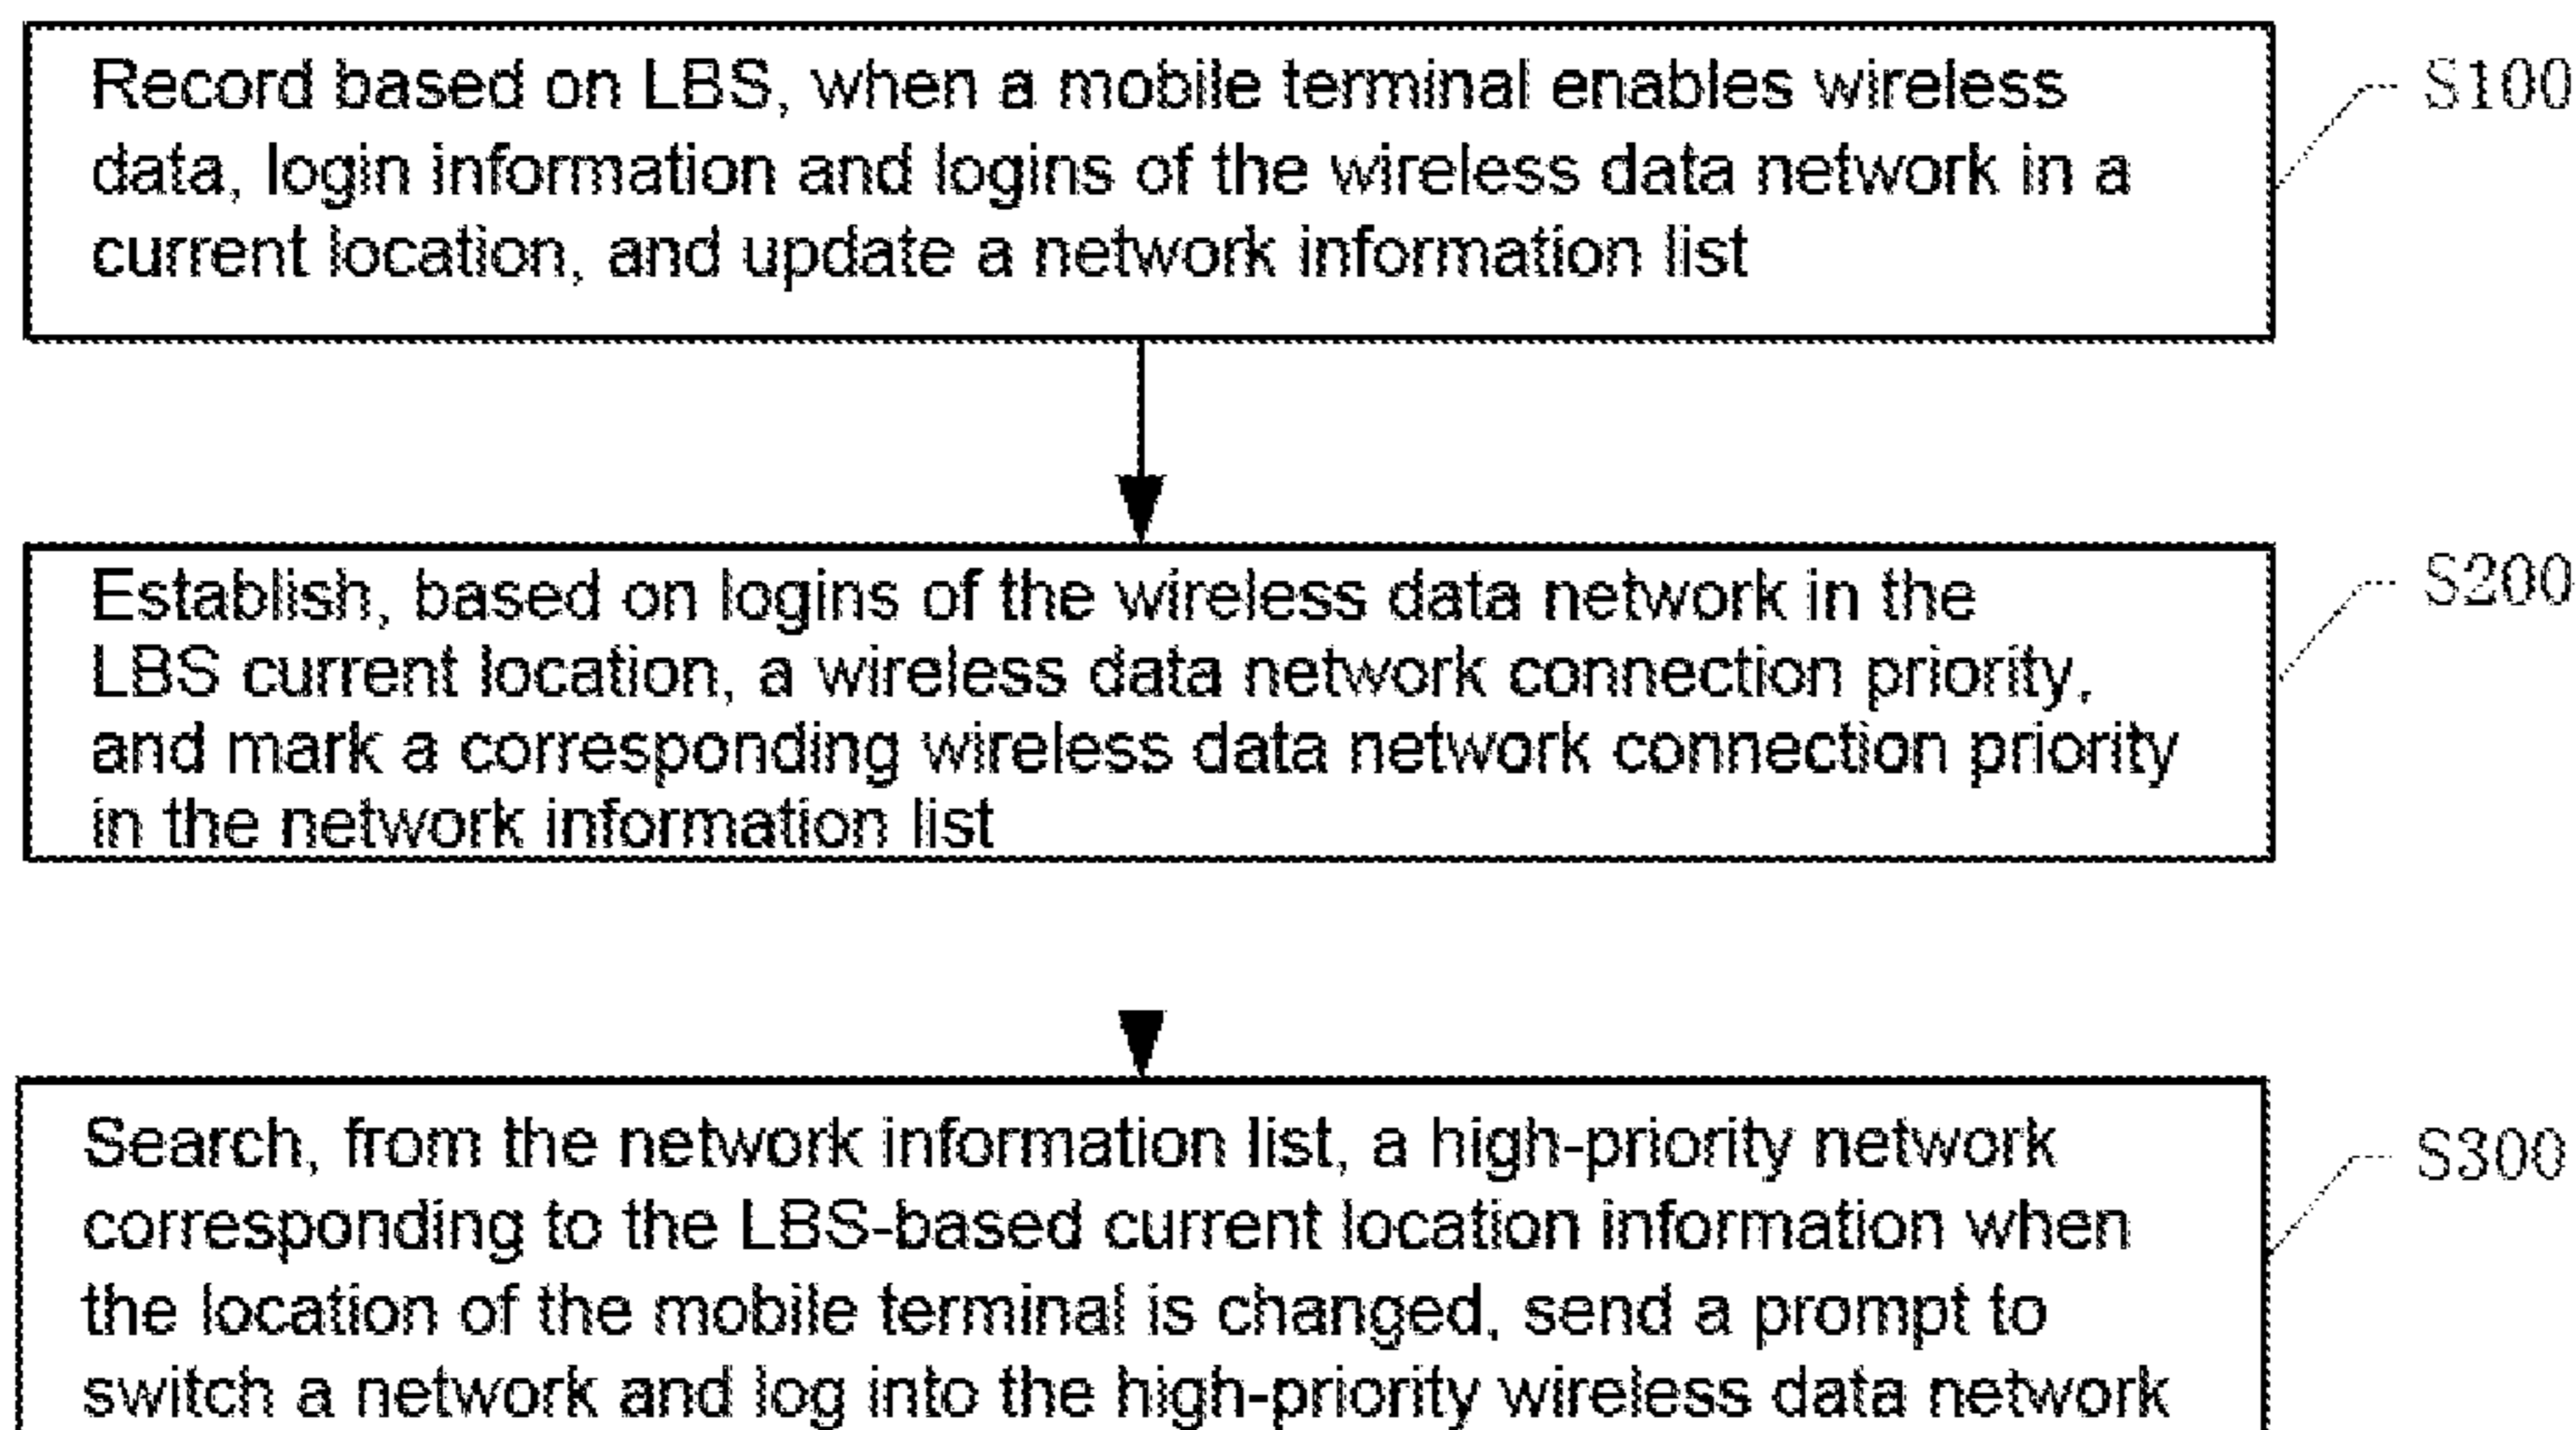 Record based on LBS, when a mobile terminal enables wireless
data, login information and logins of the wireless data network in a
current location, and update a network information list
S100
Establish, based on logins of the wireless data network in the
LBS current location, a wireless data network connection priority,
and mark a corresponding wireless data network connection priority
in the network information list
S200
Search, from the network information list, a high-priority network
corresponding to the LBS-based current location information when
the location of the mobile terminal is changed, send a prompt to
switch a network and log into the high-priority wireless data network
S300